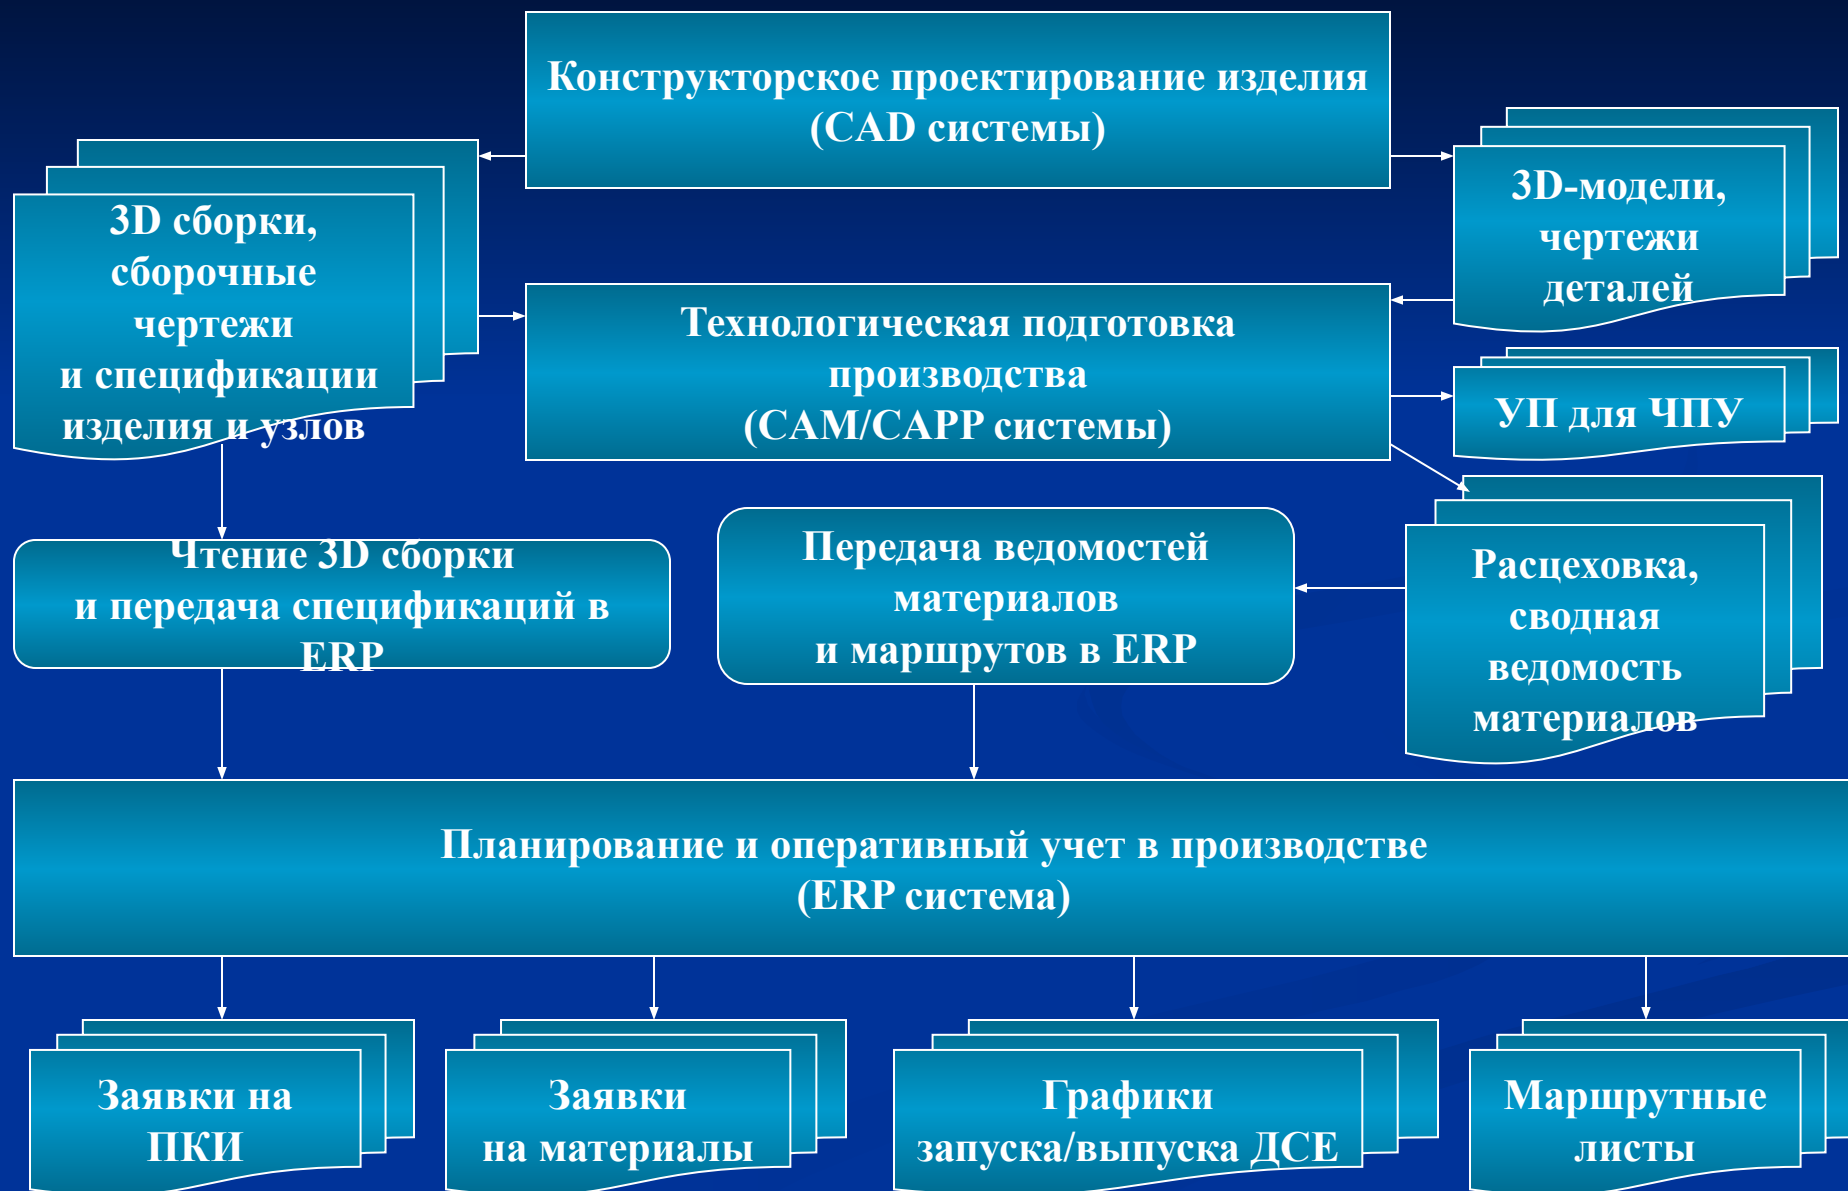 Конструкторское проектирование изделия
(CAD системы)
3D сборки,
сборочные
чертежи
и спецификации
изделия и узлов
3D-модели,
чертежи
деталей
Технологическая подготовка
производства
(CAM/CAPP системы)
УП для ЧПУ
Чтение 3D сборки
и передача спецификаций в
ERP
Передача ведомостей
материалов
и маршрутов в ERP
Расцеховка,
сводная
ведомость
материалов
Планирование и оперативный учет в производстве
(ERP система)
Заявки на
ПКИ
Заявки
на материалы
Графики
запуска/выпуска ДСЕ
Маршрутные
листы